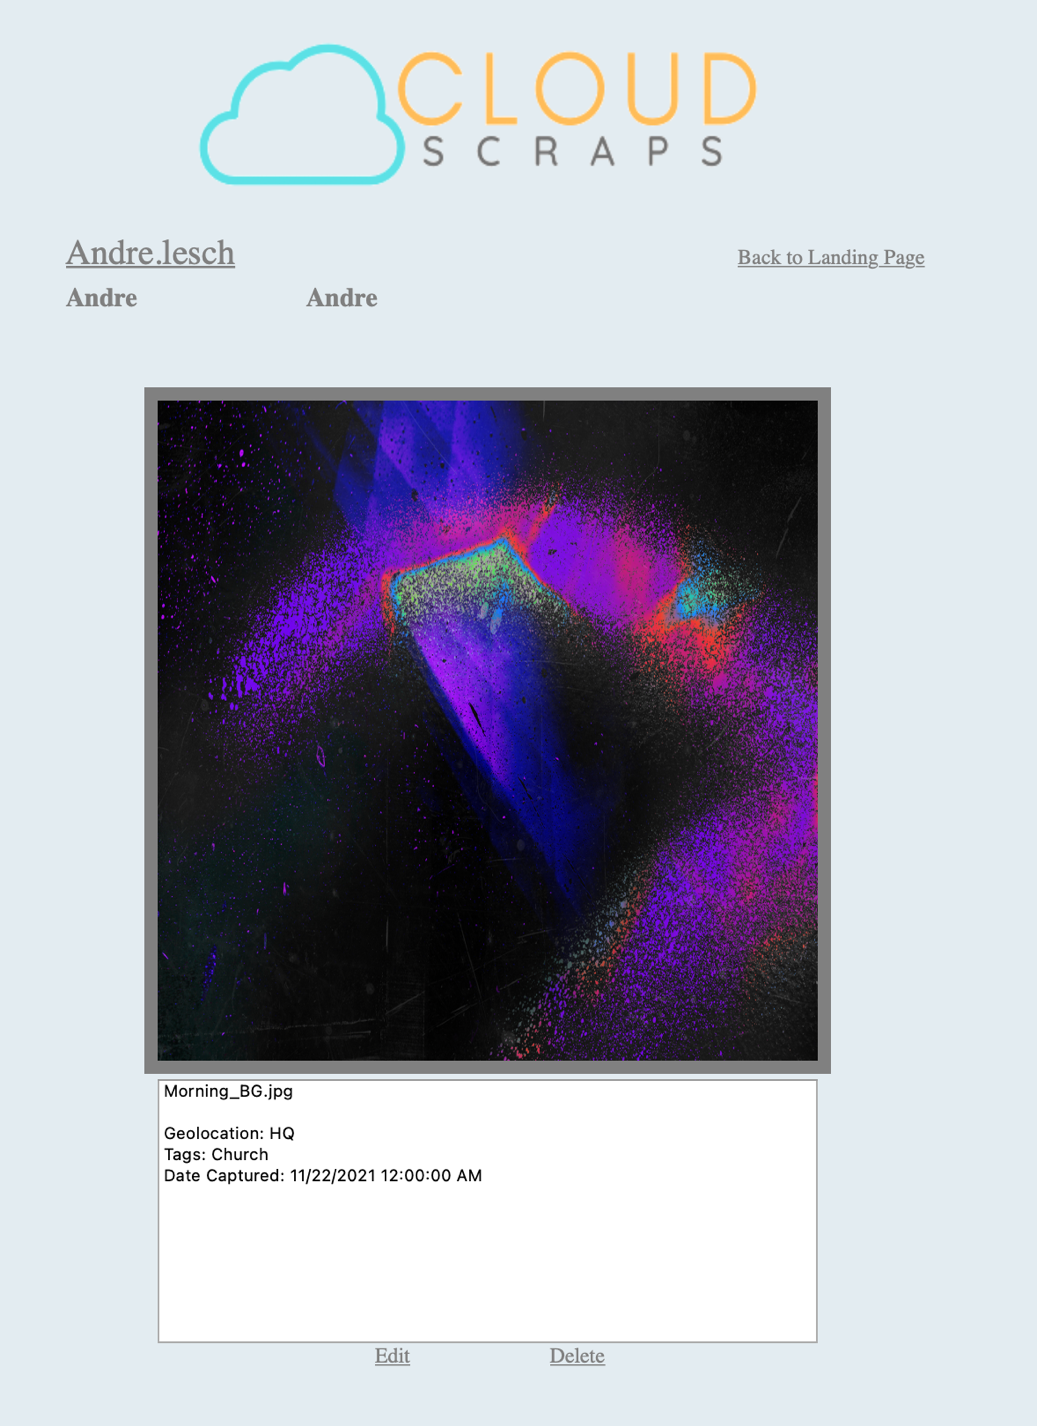 CLOUD
SCRAPS
Andre.lesch
Back to Landing Page
Andre
Andre
Morning_BG.jpg
Geolocation: HQ
Tags: Church
Date Captured: 11/22/2021 12:00:00 AM
Edit
Delete